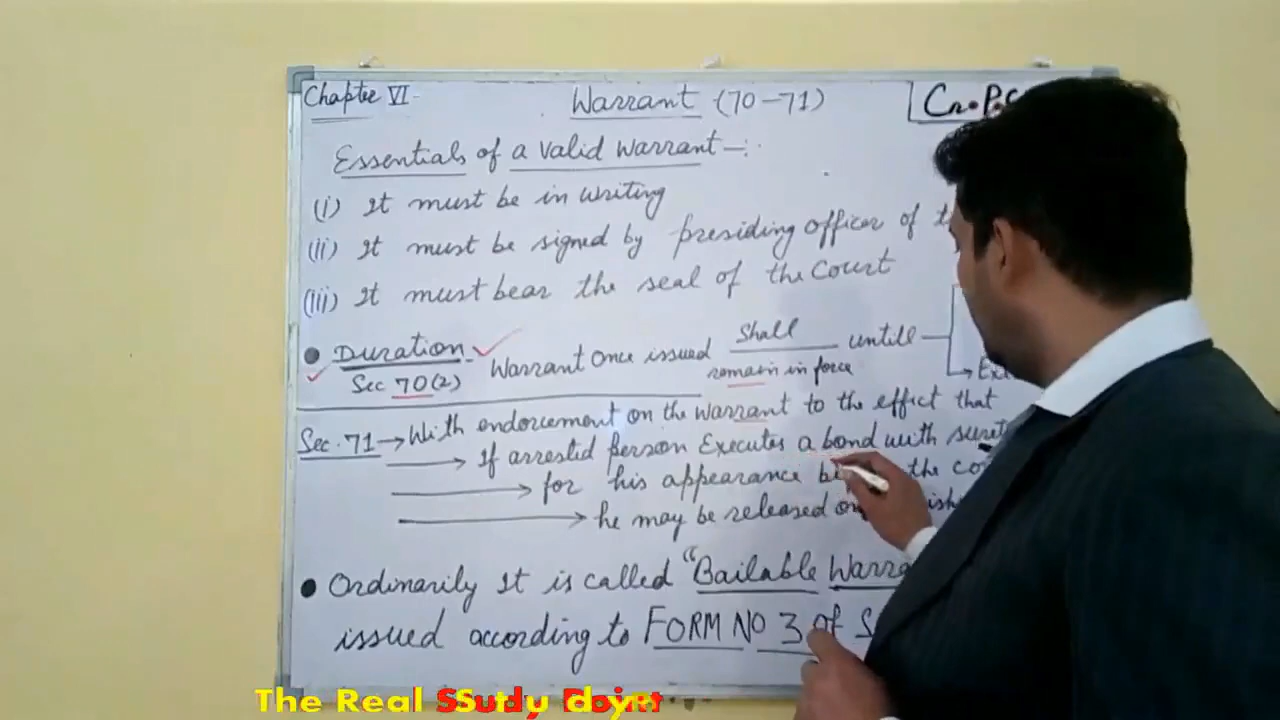 Chapter VI
Warrant (70-71)
Cr.P.C
Essentials of a valid warrant :-
(i) It must be in writing
(ii) It must be signed by presiding officer of
(iii) It must bear the seal of the Court
Duration
Sec 70(2)
Warrant once issued Shall remain in force untill
Sec. 71 → With endorcement on the warrant to the effect that
→ If arrested person Executes a bond with
→ for his appearance the
→ he may be released
Ordinarily It is called "Bailable
issued according to FORM NO 3 of
The Real